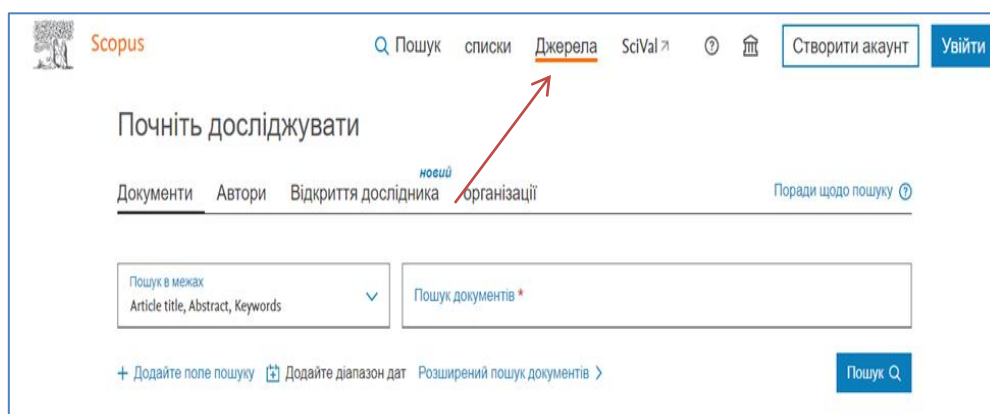 Scopus Пошук списки Джерела SciVal Створити акаунт Увійти
Почніть досліджувати
новий
Документи Автори Відкриття дослідника організації Поради щодо пошуку
Пошук в межах
Article title, Abstract, Keywords
Пошук документів *
+ Додайте поле пошуку Додайте діапазон дат Розширений пошук документів > Пошук